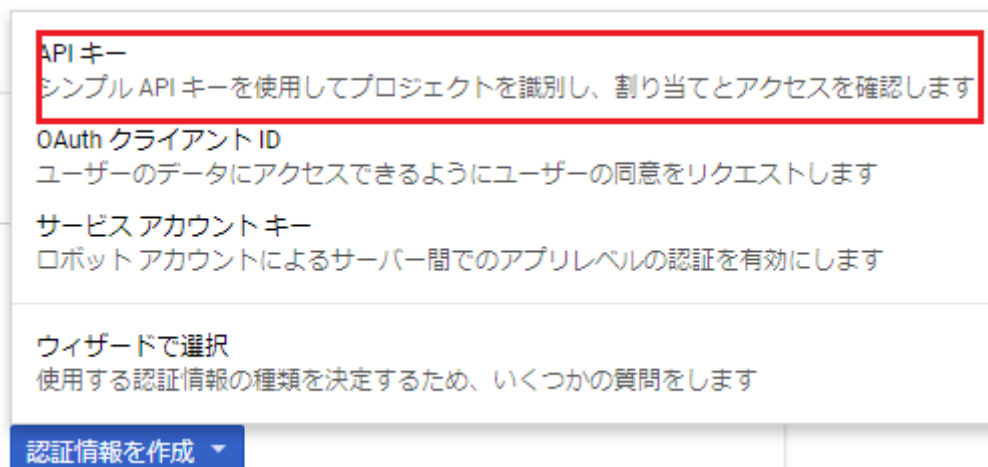 API キー
シンプル API キーを使用してプロジェクトを識別し、割り当てとアクセスを確認します
OAuth クライアント ID
ユーザーのデータにアクセスできるようにユーザーの同意をリクエストします
サービス アカウント キー
ロボット アカウントによるサーバー間でのアプリレベルの認証を有効にします
ウィザードで選択
使用する認証情報の種類を決定するため、いくつかの質問をします
認証情報を作成